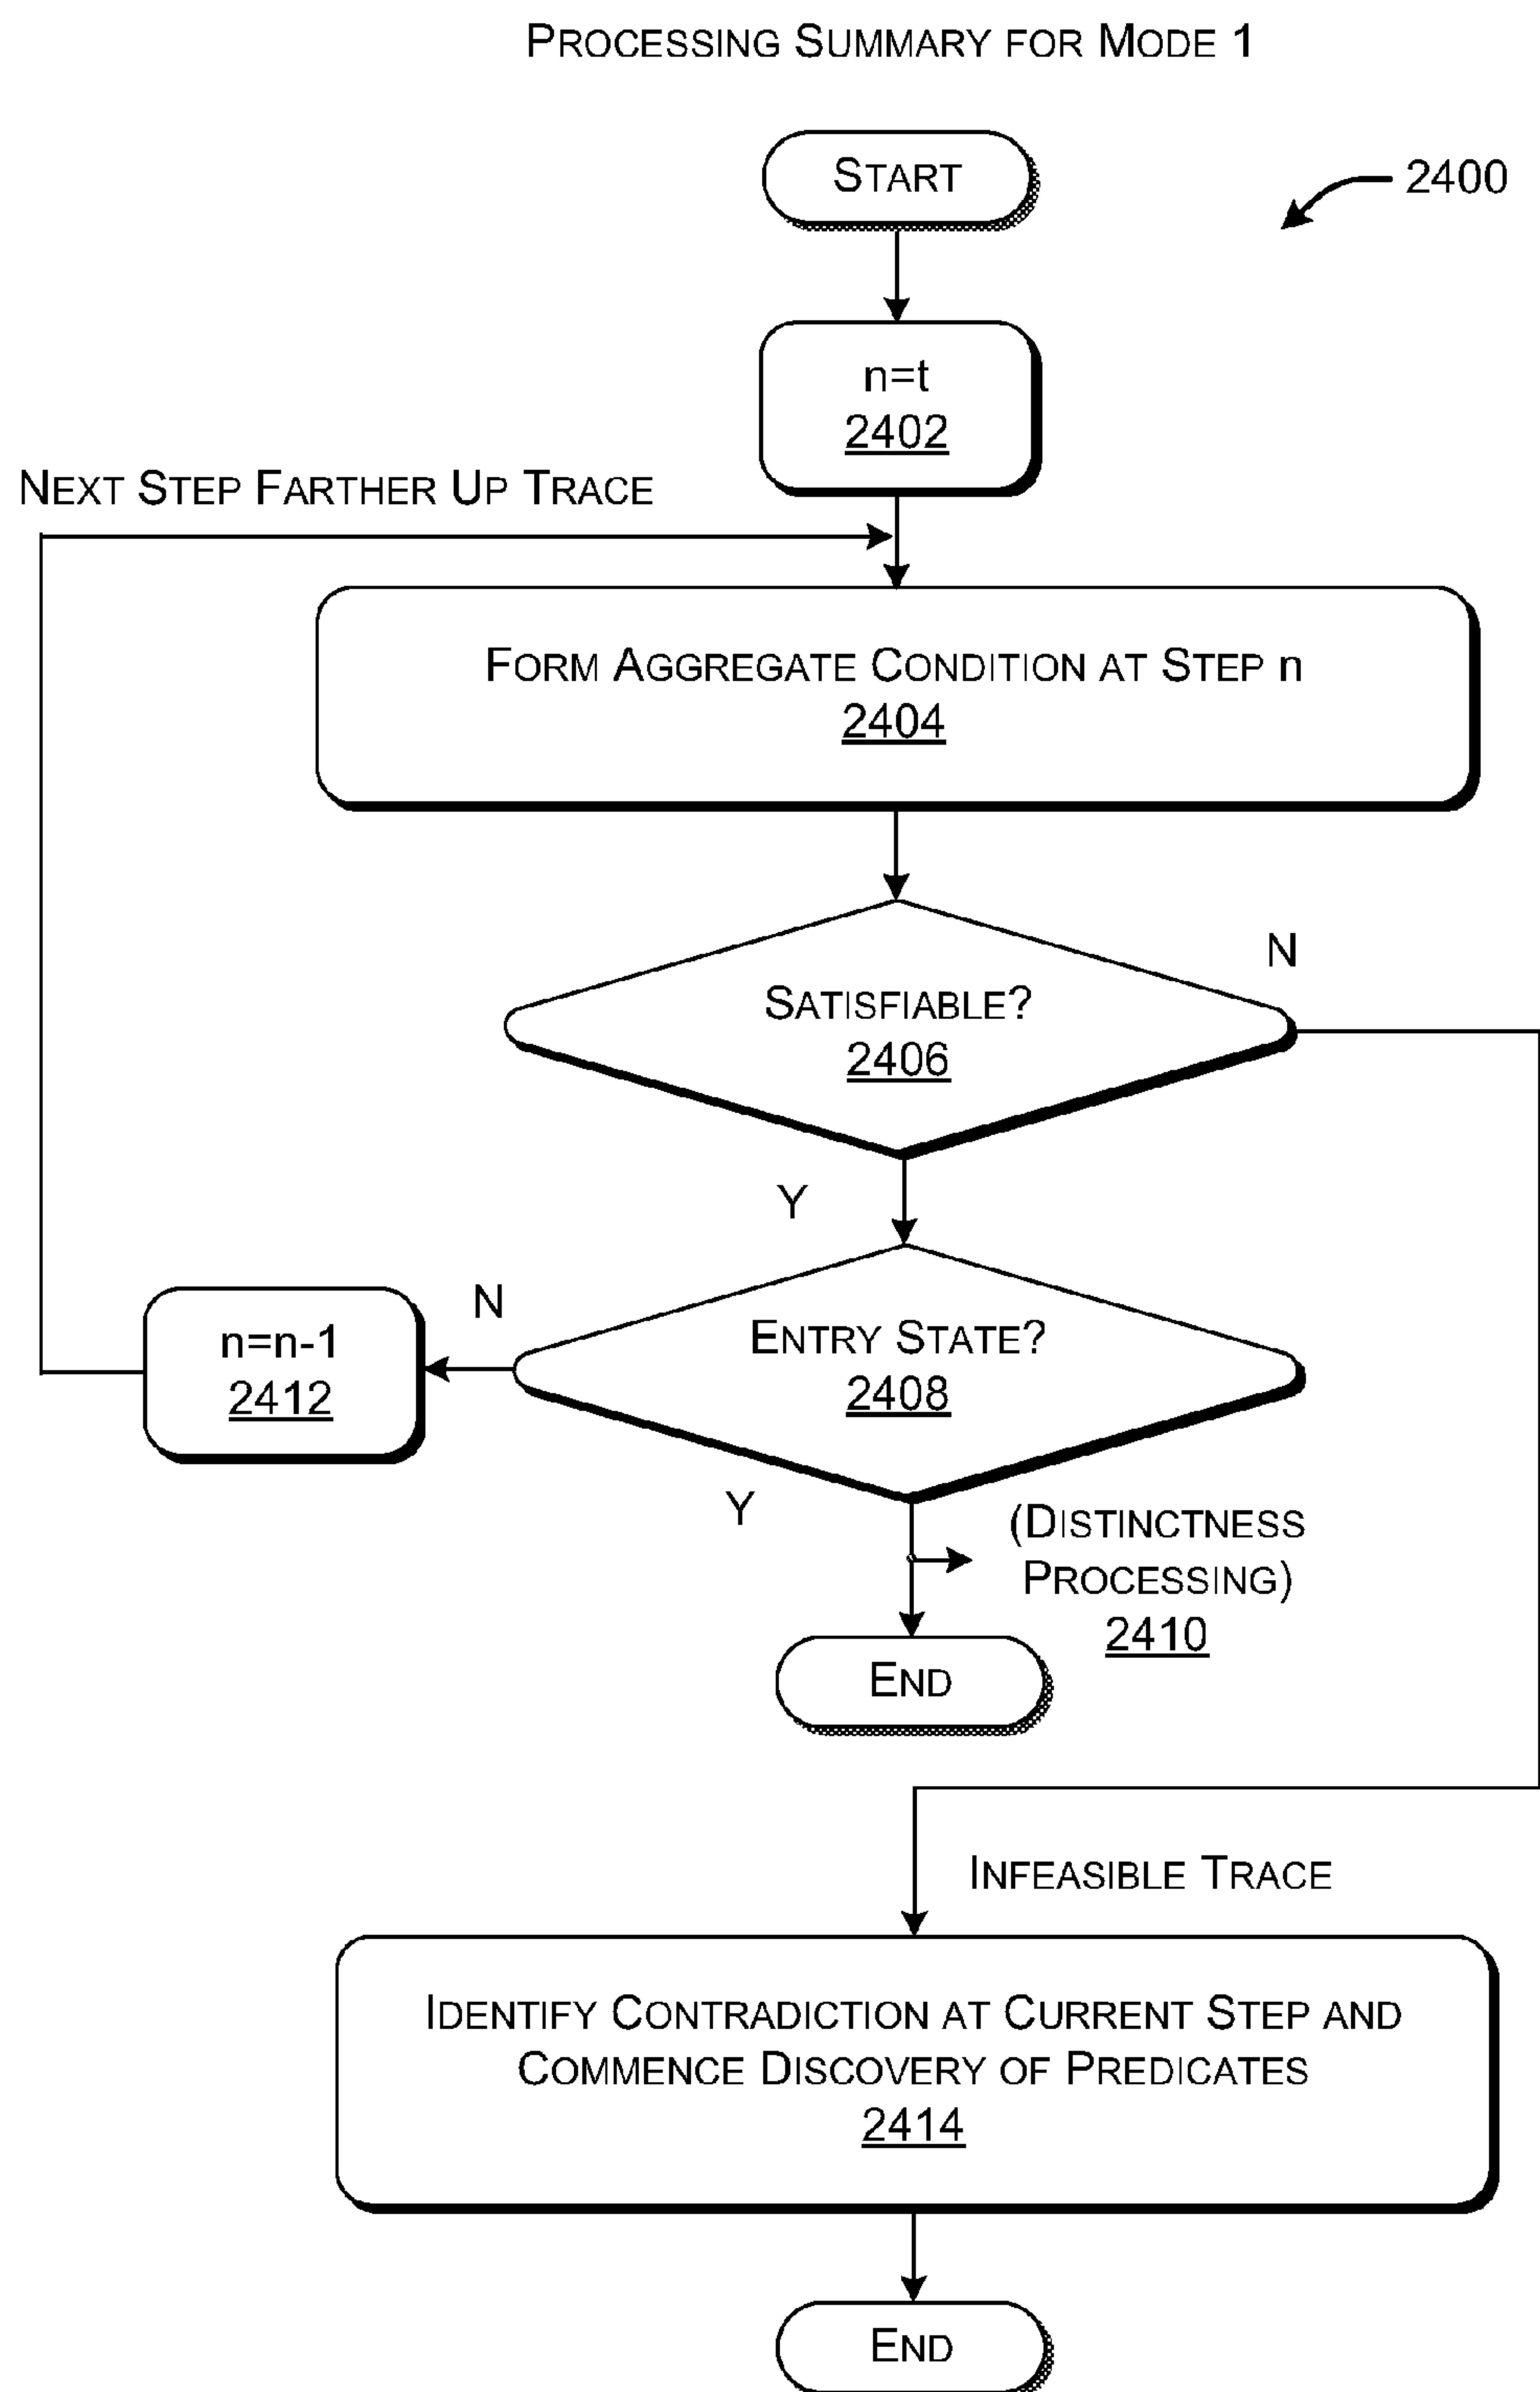 PROCESSING SUMMARY FOR MODE 1
START
2400
n=t
2402
NEXT STEP FARTHER UP TRACE
FORM AGGREGATE CONDITION AT STEP n
2404
N
SATISFIABLE?
2406
Y
N
ENTRY STATE?
2408
n=n-1
2412
Y
(DISTINCTNESS
PROCESSING)
2410
END
INFEASIBLE TRACE
IDENTIFY CONTRADICTION AT CURRENT STEP AND
COMMENCE DISCOVERY OF PREDICATES
2414
END